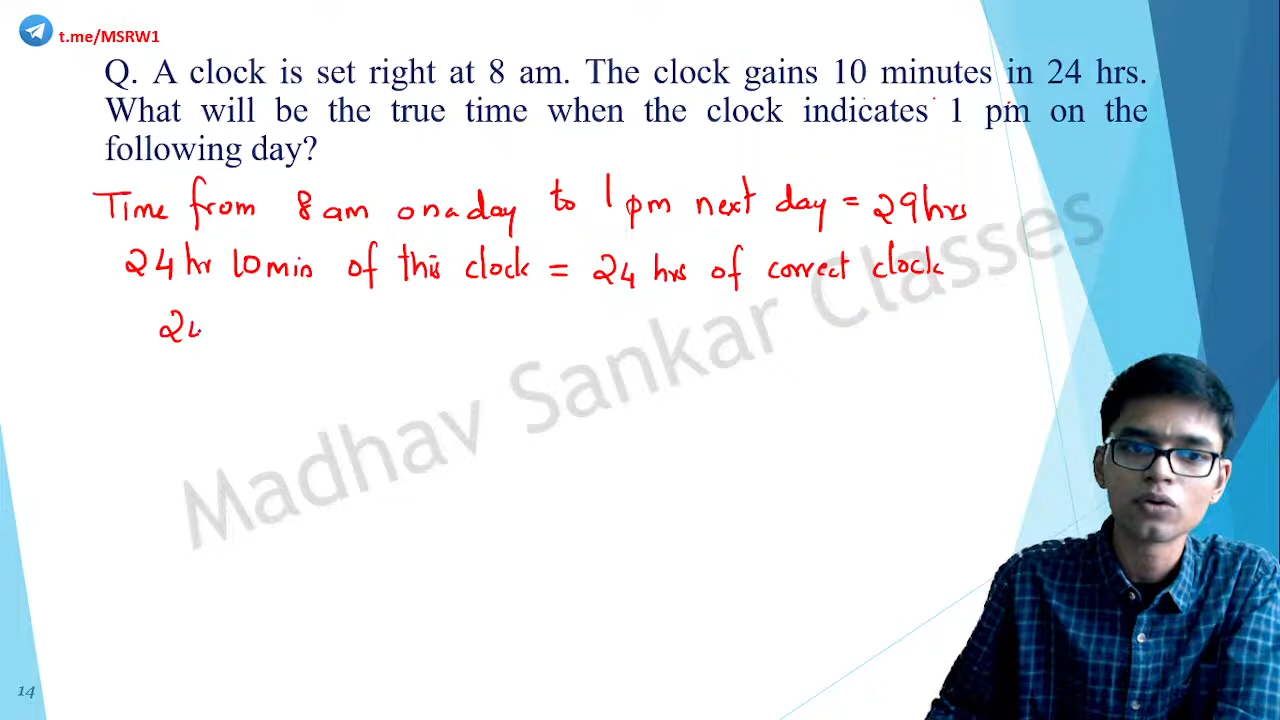 t.me/MSRW1
Q. A clock is set right at 8 am. The clock gains 10 minutes in 24 hrs.
What will be the true time when the clock indicates 1 pm on the
following day?
Time from 8 am on a day to 1 pm next day = 29 hrs
24 hr 10 min of this clock = 24 hrs of correct clock
24
Madhav Sankar Classes
14